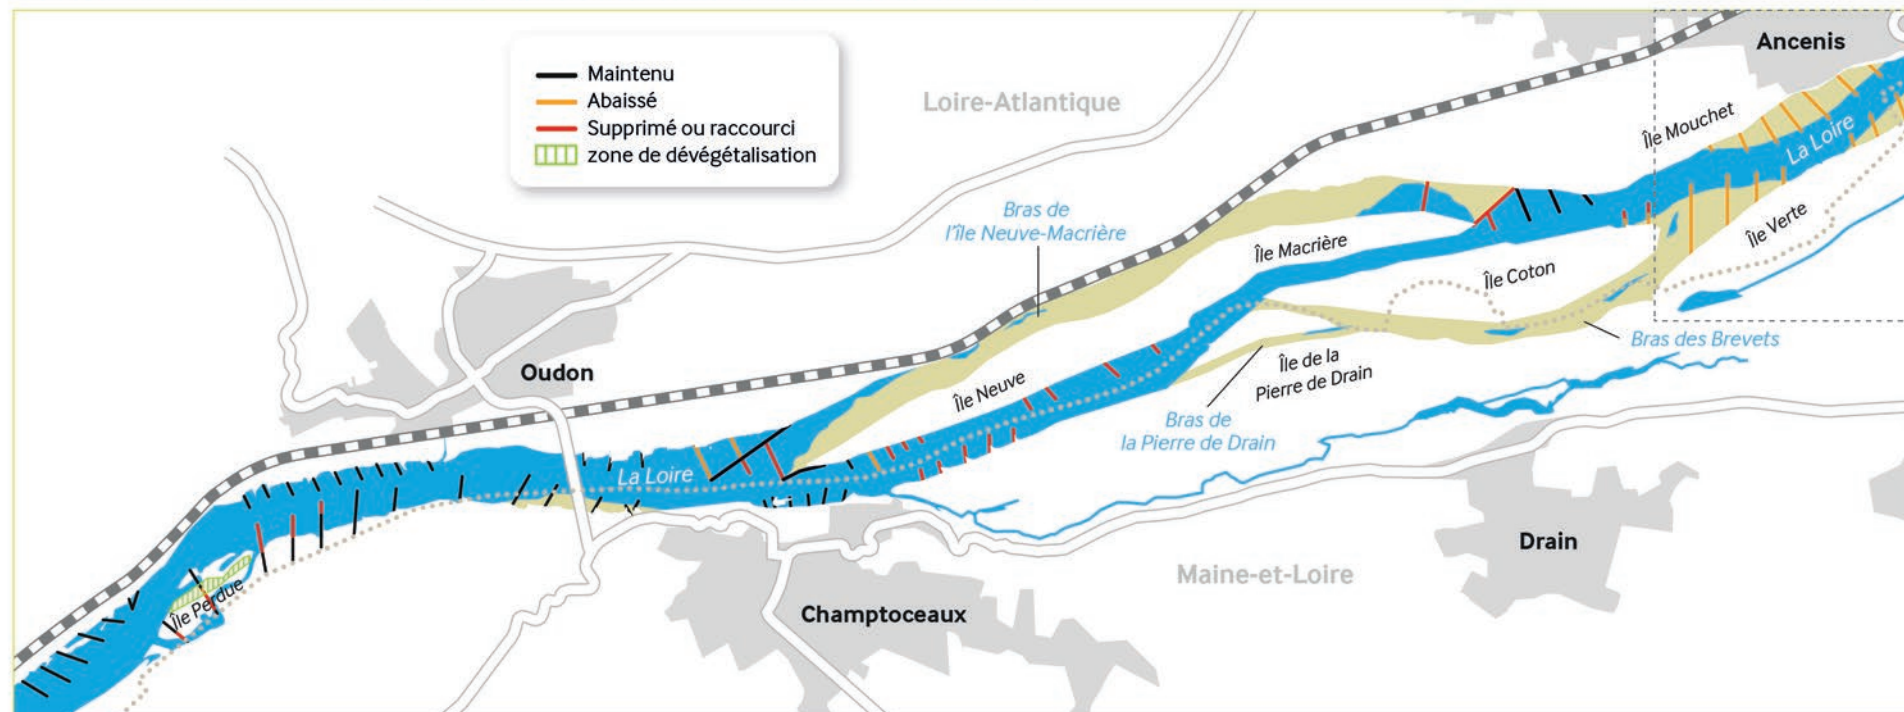 Maintenu
Abaissé
Supprimé ou raccourci
zone de dévégétalisation
Loire-Atlantique
Ancenis
Île Mouchet
La Loire
Bras de
l'île Neuve-Macrière
Île Macrière
Île Verte
Île Coton
Bras des Brevets
Oudon
Île Neuve
Île de la
Pierre de Drain
Bras de
la Pierre de Drain
La Loire
Drain
Maine-et-Loire
Île Perdue
Champtoceaux